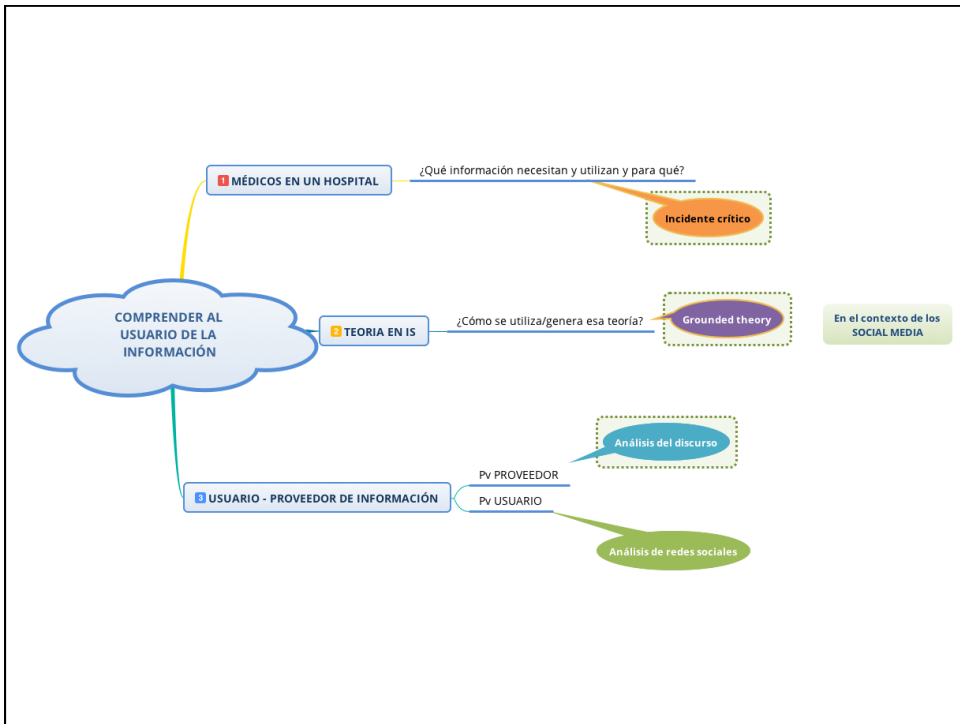 ¿Qué información necesitan y utilizan y para qué?
1 MÉDICOS EN UN HOSPITAL
Incidente crítico
COMPRENDER AL
USUARIO DE LA
INFORMACIÓN
2 TEORIA EN IS
¿Cómo se utiliza/genera esa teoría?
Grounded theory
En el contexto de los
SOCIAL MEDIA
Análisis del discurso
Pv PROVEEDOR
3 USUARIO - PROVEEDOR DE INFORMACIÓN
Pv USUARIO
Análisis de redes sociales